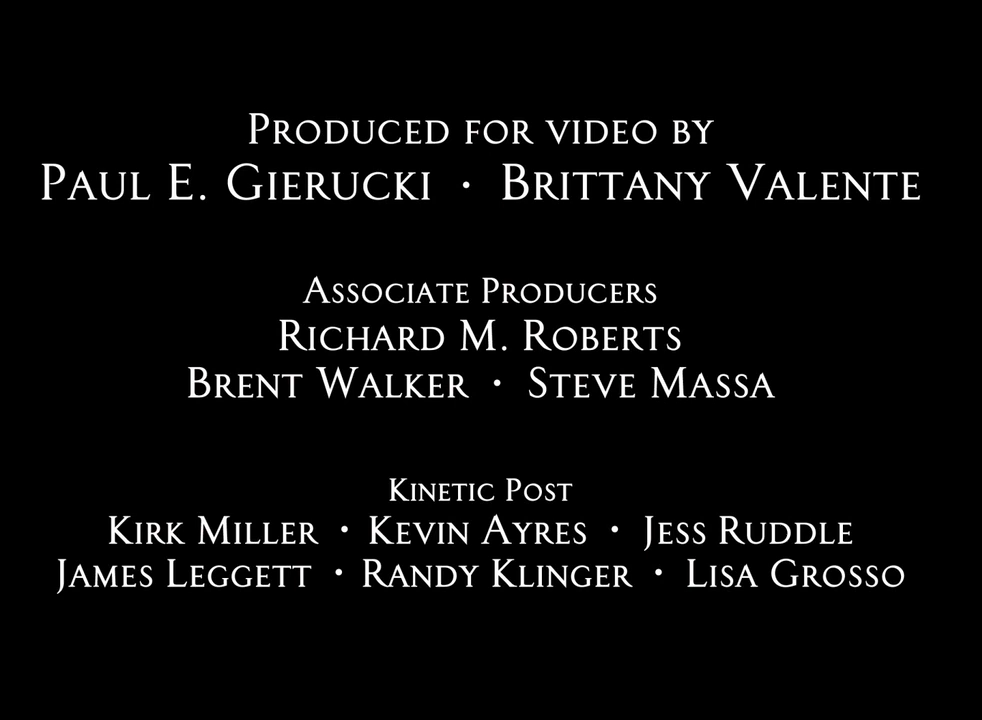 Produced for video by
Paul E. Gierucki · Brittany Valente
Associate Producers
Richard M. Roberts
Brent Walker · Steve Massa
Kinetic Post
Kirk Miller · Kevin Ayres · Jess Ruddle
James Leggett · Randy Klinger · Lisa Grosso